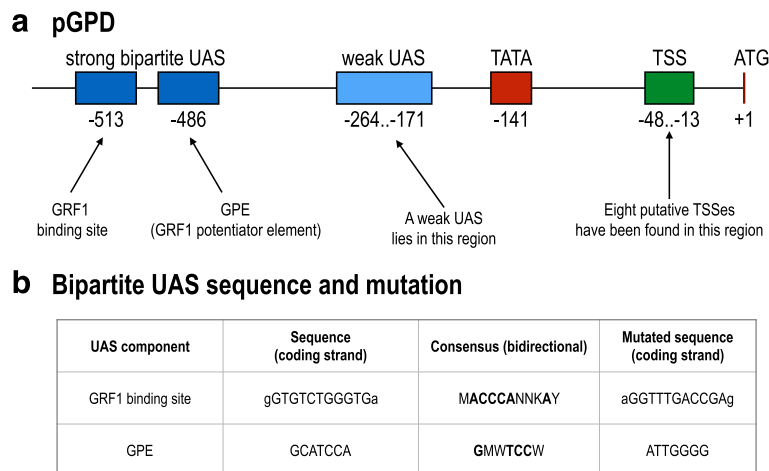 a pGPD
strong bipartite UAS weak UAS TATA TSS ATG
-513 -486 -264..-171 -141 -48..-13 +1
GRF1
binding site
GPE
(GRF1 potentiator element)
A weak UAS
lies in this region
Eight putative TSSes
have been found in this region
b Bipartite UAS sequence and mutation
UAS component
Sequence
(coding strand)
Consensus (bidirectional)
Mutated sequence
(coding strand)
GRF1 binding site gGTGTCTGGGTGa MACCCANNKAY aGGTTTGACCGAg
GPE GCATCCA GMWTCCW ATTGGGG